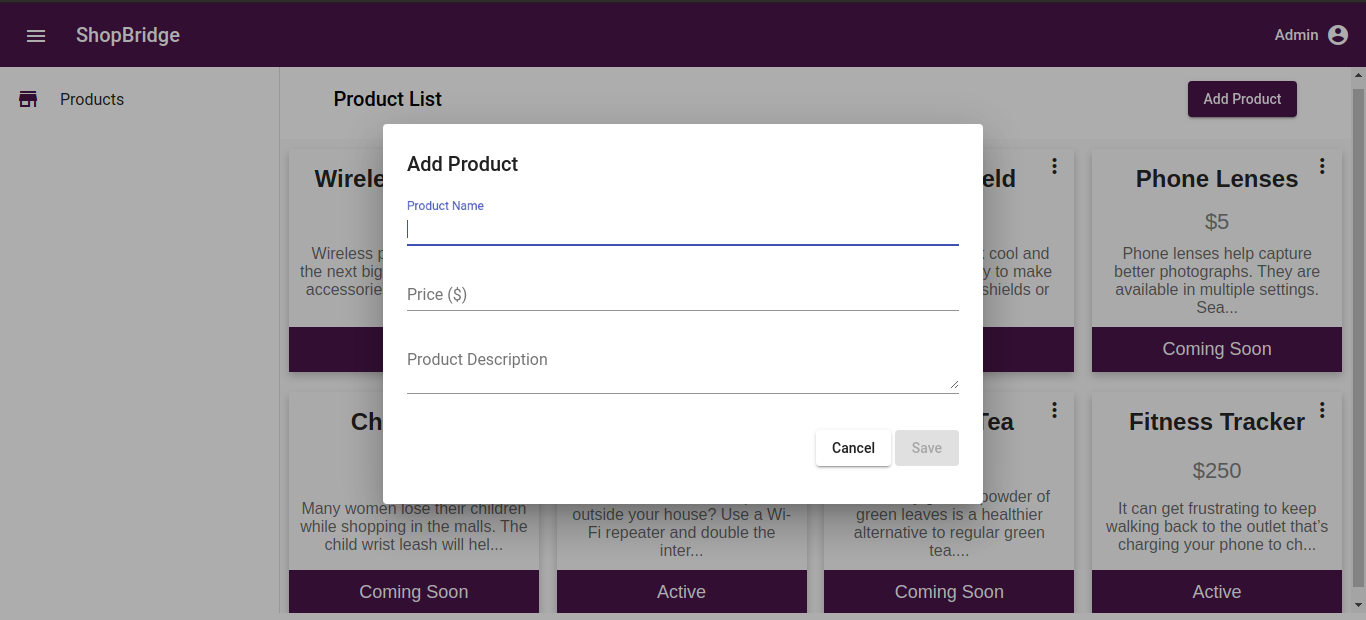 ShopBridge
Admin
Products
Product List
Add Product
Add Product
Product Name
Price ($)
Product Description
Cancel
Save
Phone Lenses
$5
Phone lenses help capture
better photographs. They are
available in multiple settings.
Sea...
Coming Soon
Wireless
the next big
cool and
to make
shields or
Tea
Fitness Tracker
$250
Many women lose their children
while shopping in the malls. The
child wrist leash will hel...
Coming Soon
outside your house? Use a Wi-
Fi repeater and double the
inter...
Active
powder of
green leaves is a healthier
alternative to regular green
tea....
Coming Soon
It can get frustrating to keep
walking back to the outlet that’s
charging your phone to ch...
Active